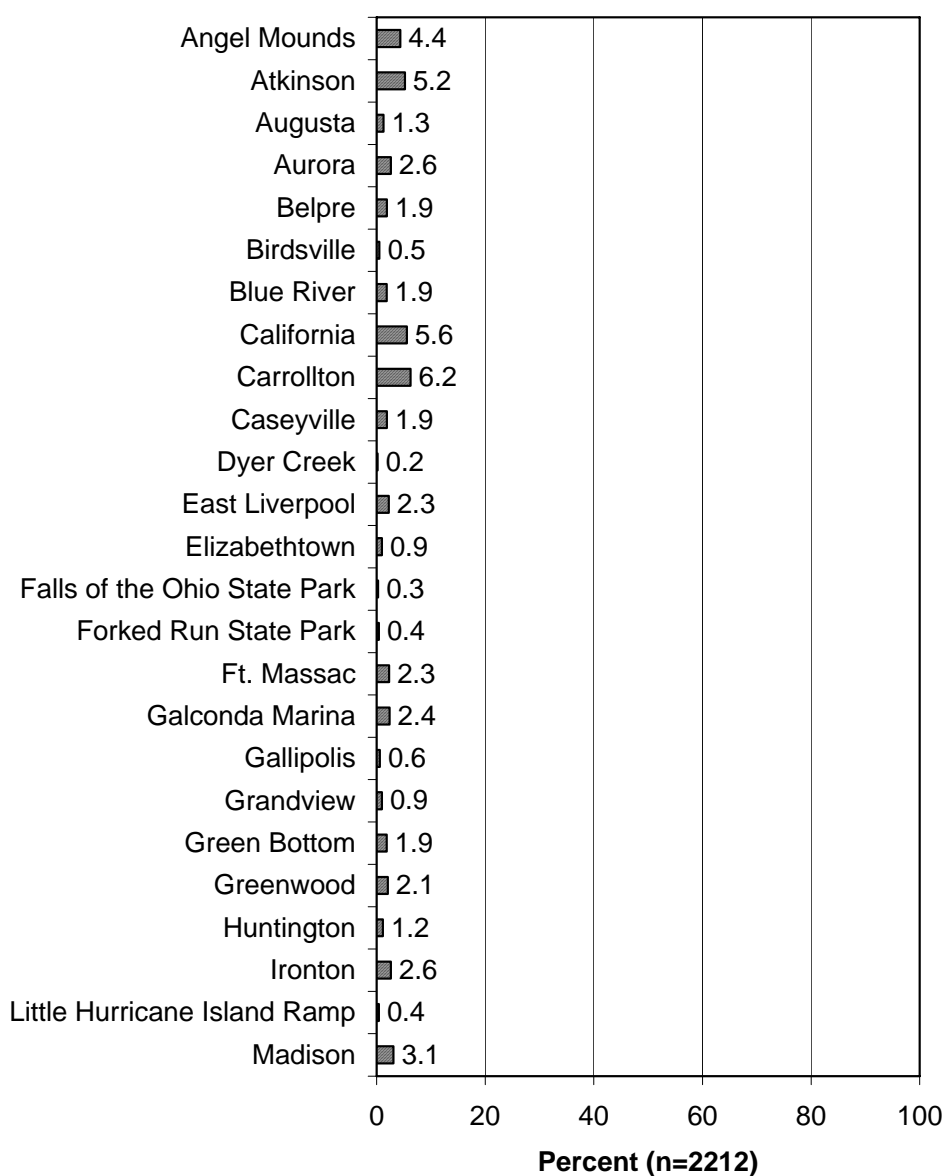 Angel Mounds 4.4
Atkinson 5.2
Augusta 1.3
Aurora 2.6
Belpre 1.9
Birdsville 0.5
Blue River 1.9
California 5.6
Carrollton 6.2
Caseyville 1.9
Dyer Creek 0.2
East Liverpool 2.3
Elizabethtown 0.9
Falls of the Ohio State Park 0.3
Forked Run State Park 0.4
Ft. Massac 2.3
Galconda Marina 2.4
Gallipolis 0.6
Grandview 0.9
Green Bottom 1.9
Greenwood 2.1
Huntington 1.2
Ironton 2.6
Little Hurricane Island Ramp 0.4
Madison 3.1
0 20 40 60 80 100
Percent (n=2212)